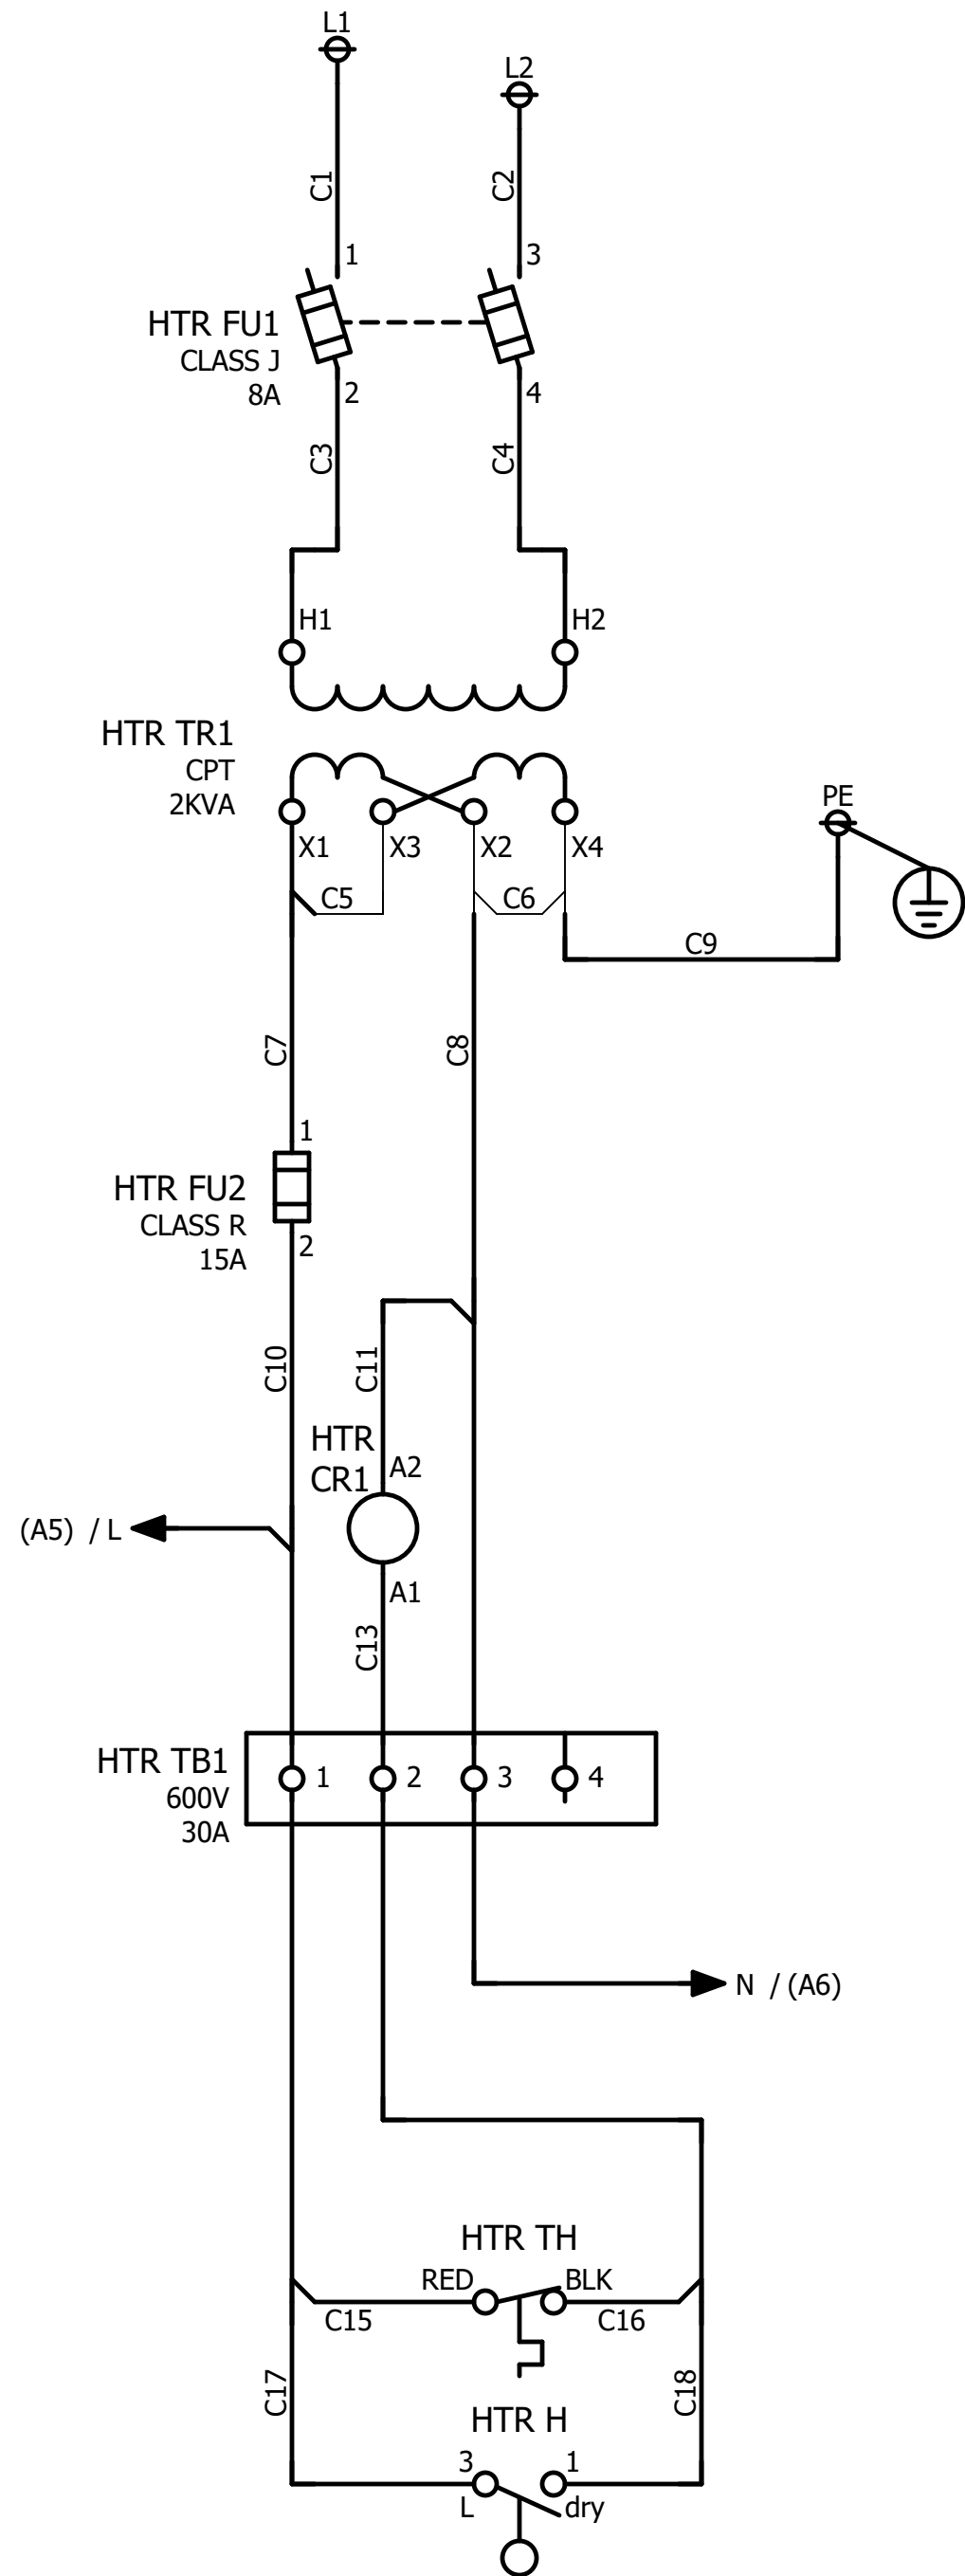 L1
L2
C1
C2
1
3
HTR FU1
CLASS J
8A
2
4
C3
C4
H1
H2
HTR TR1
CPT
2KVA
PE
X1
X3
X2
X4
C5
C6
C9
C7
C8
1
HTR FU2
CLASS R
15A
2
C10
C11
HTR
CR1
A2
(A5) / L
A1
C13
HTR TB1
600V
30A
1
2
3
4
N / (A6)
HTR TH
RED
BLK
C15
C16
C17
C18
HTR H
3
1
L
dry